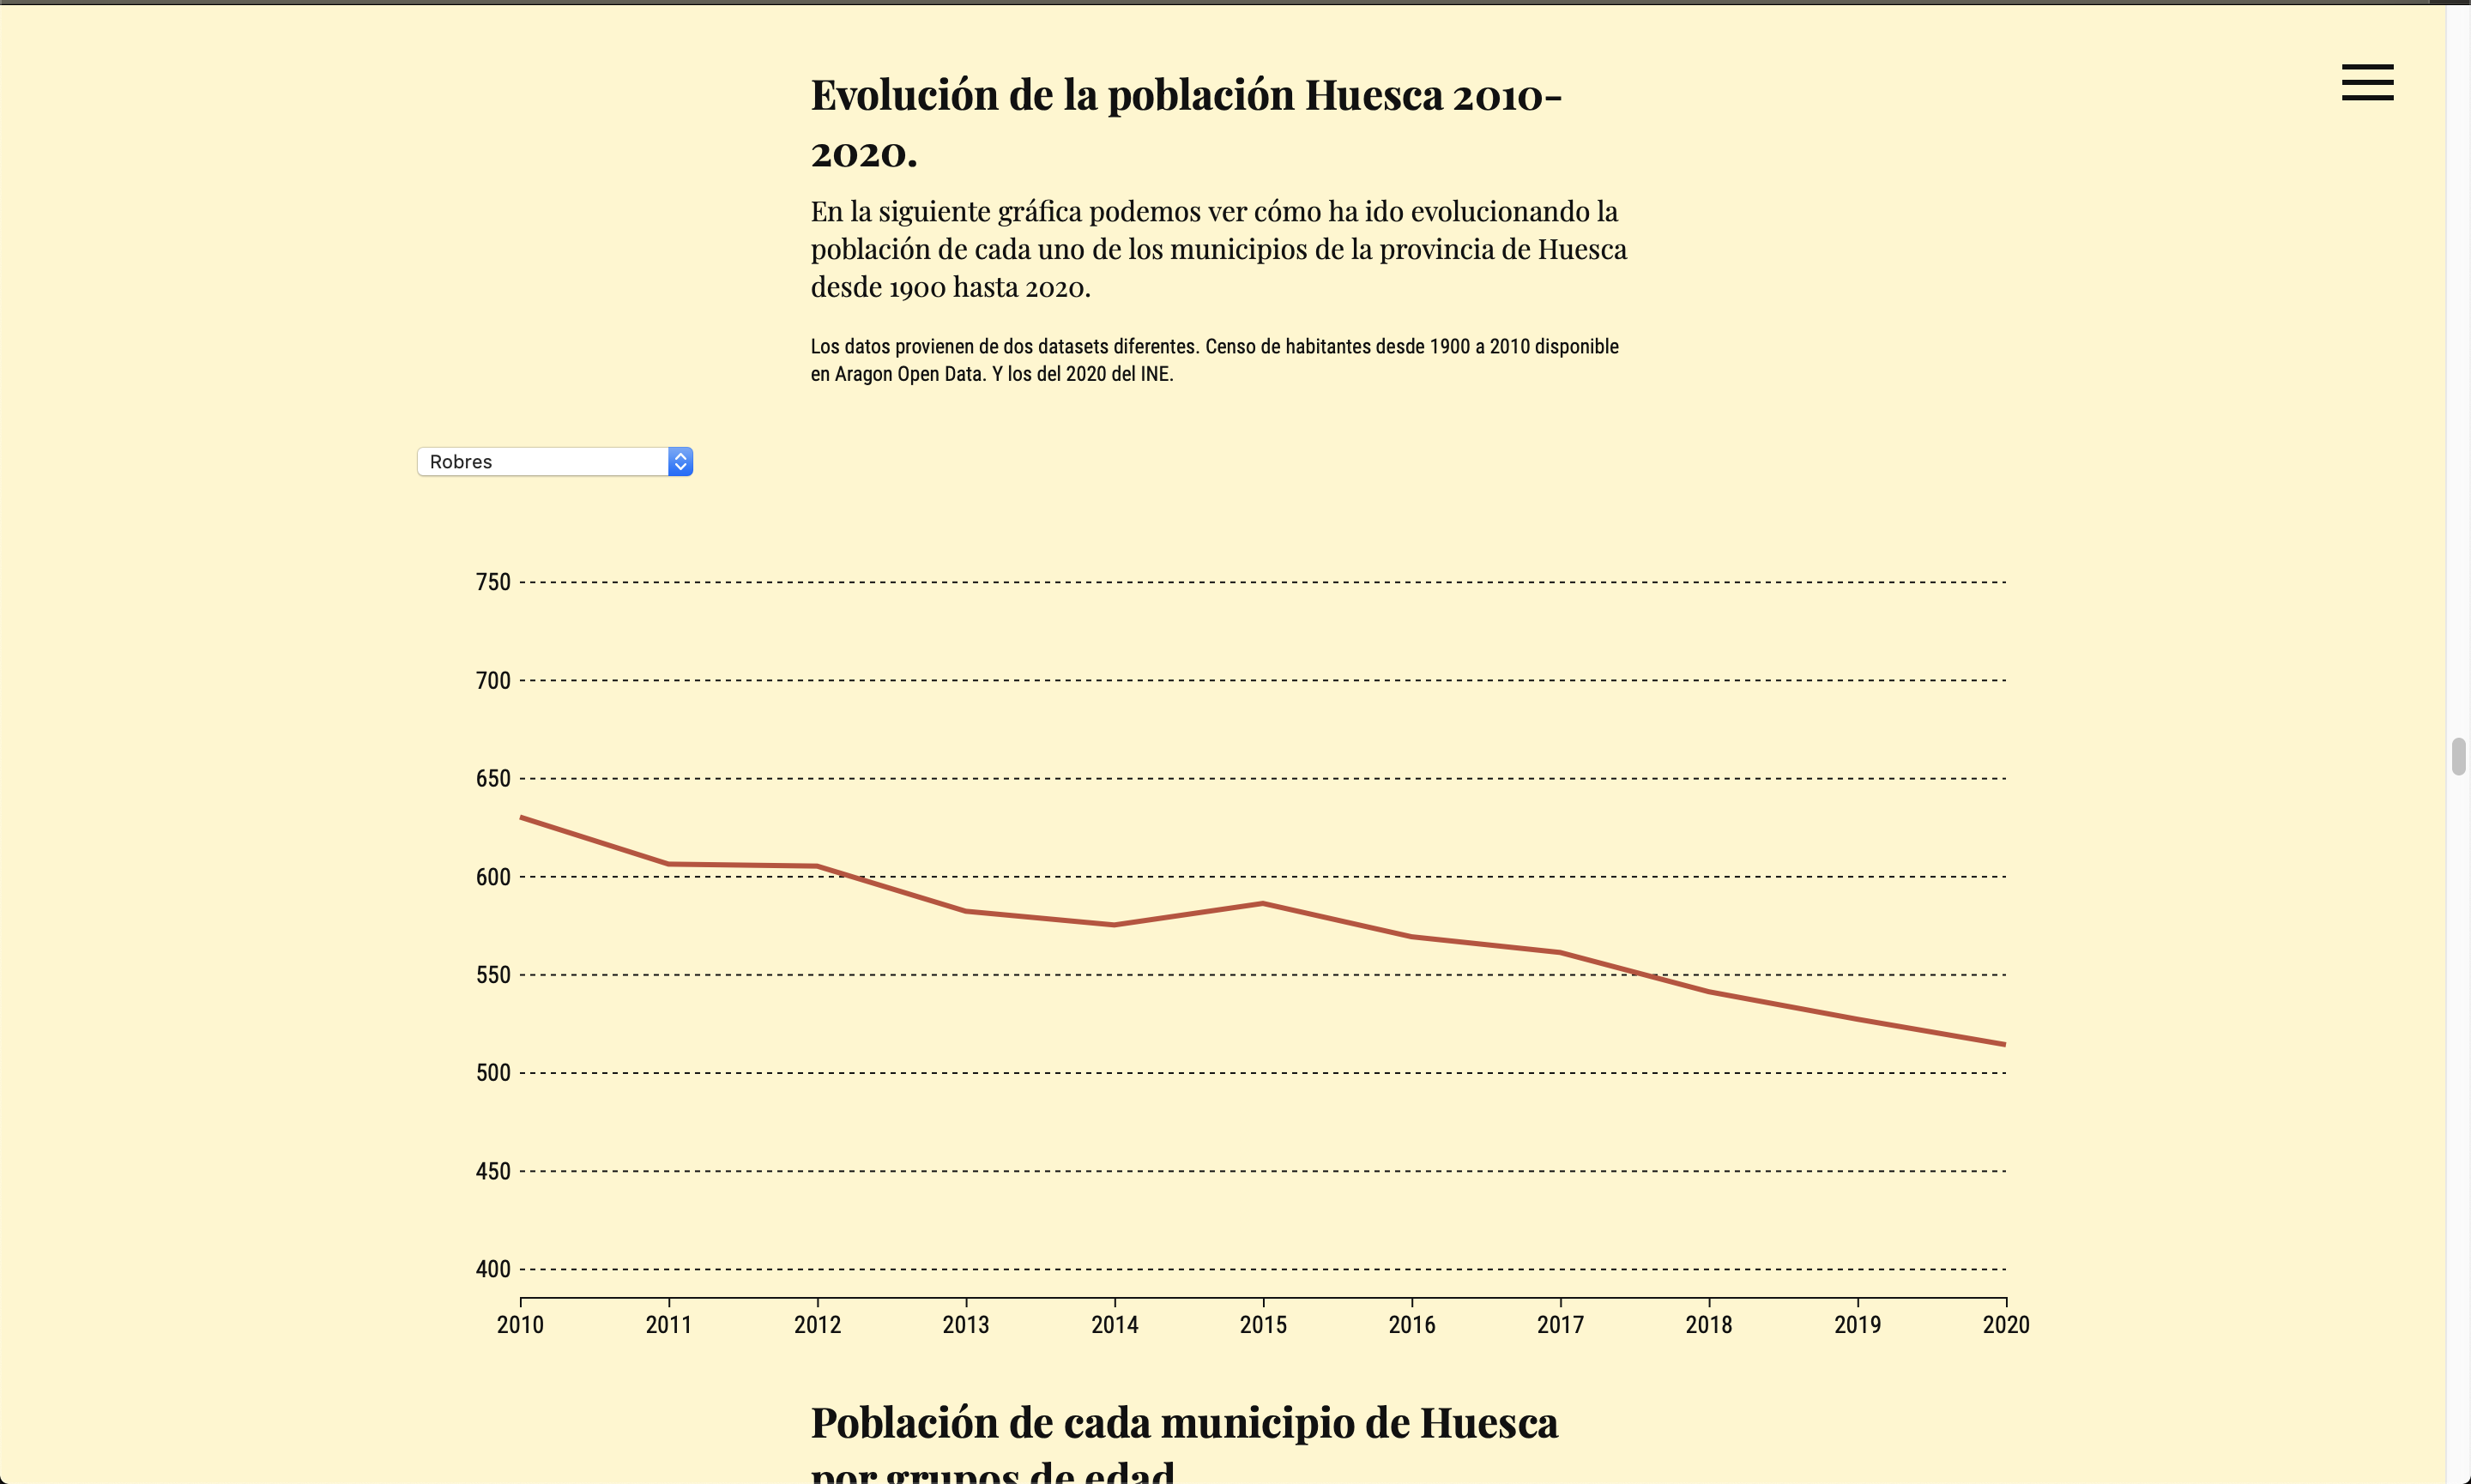 Evolución de la población Huesca 2010-
2020.
En la siguiente gráfica podemos ver cómo ha ido evolucionando la
población de cada uno de los municipios de la provincia de Huesca
desde 1900 hasta 2020.
Los datos provienen de dos datasets diferentes. Censo de habitantes desde 1900 a 2010 disponible
en Aragon Open Data. Y los del 2020 del INE.
Robres
750
700
650
600
550
500
450
400
2010 2011 2012 2013 2014 2015 2016 2017 2018 2019 2020
Población de cada municipio de Huesca
por grupos de edad